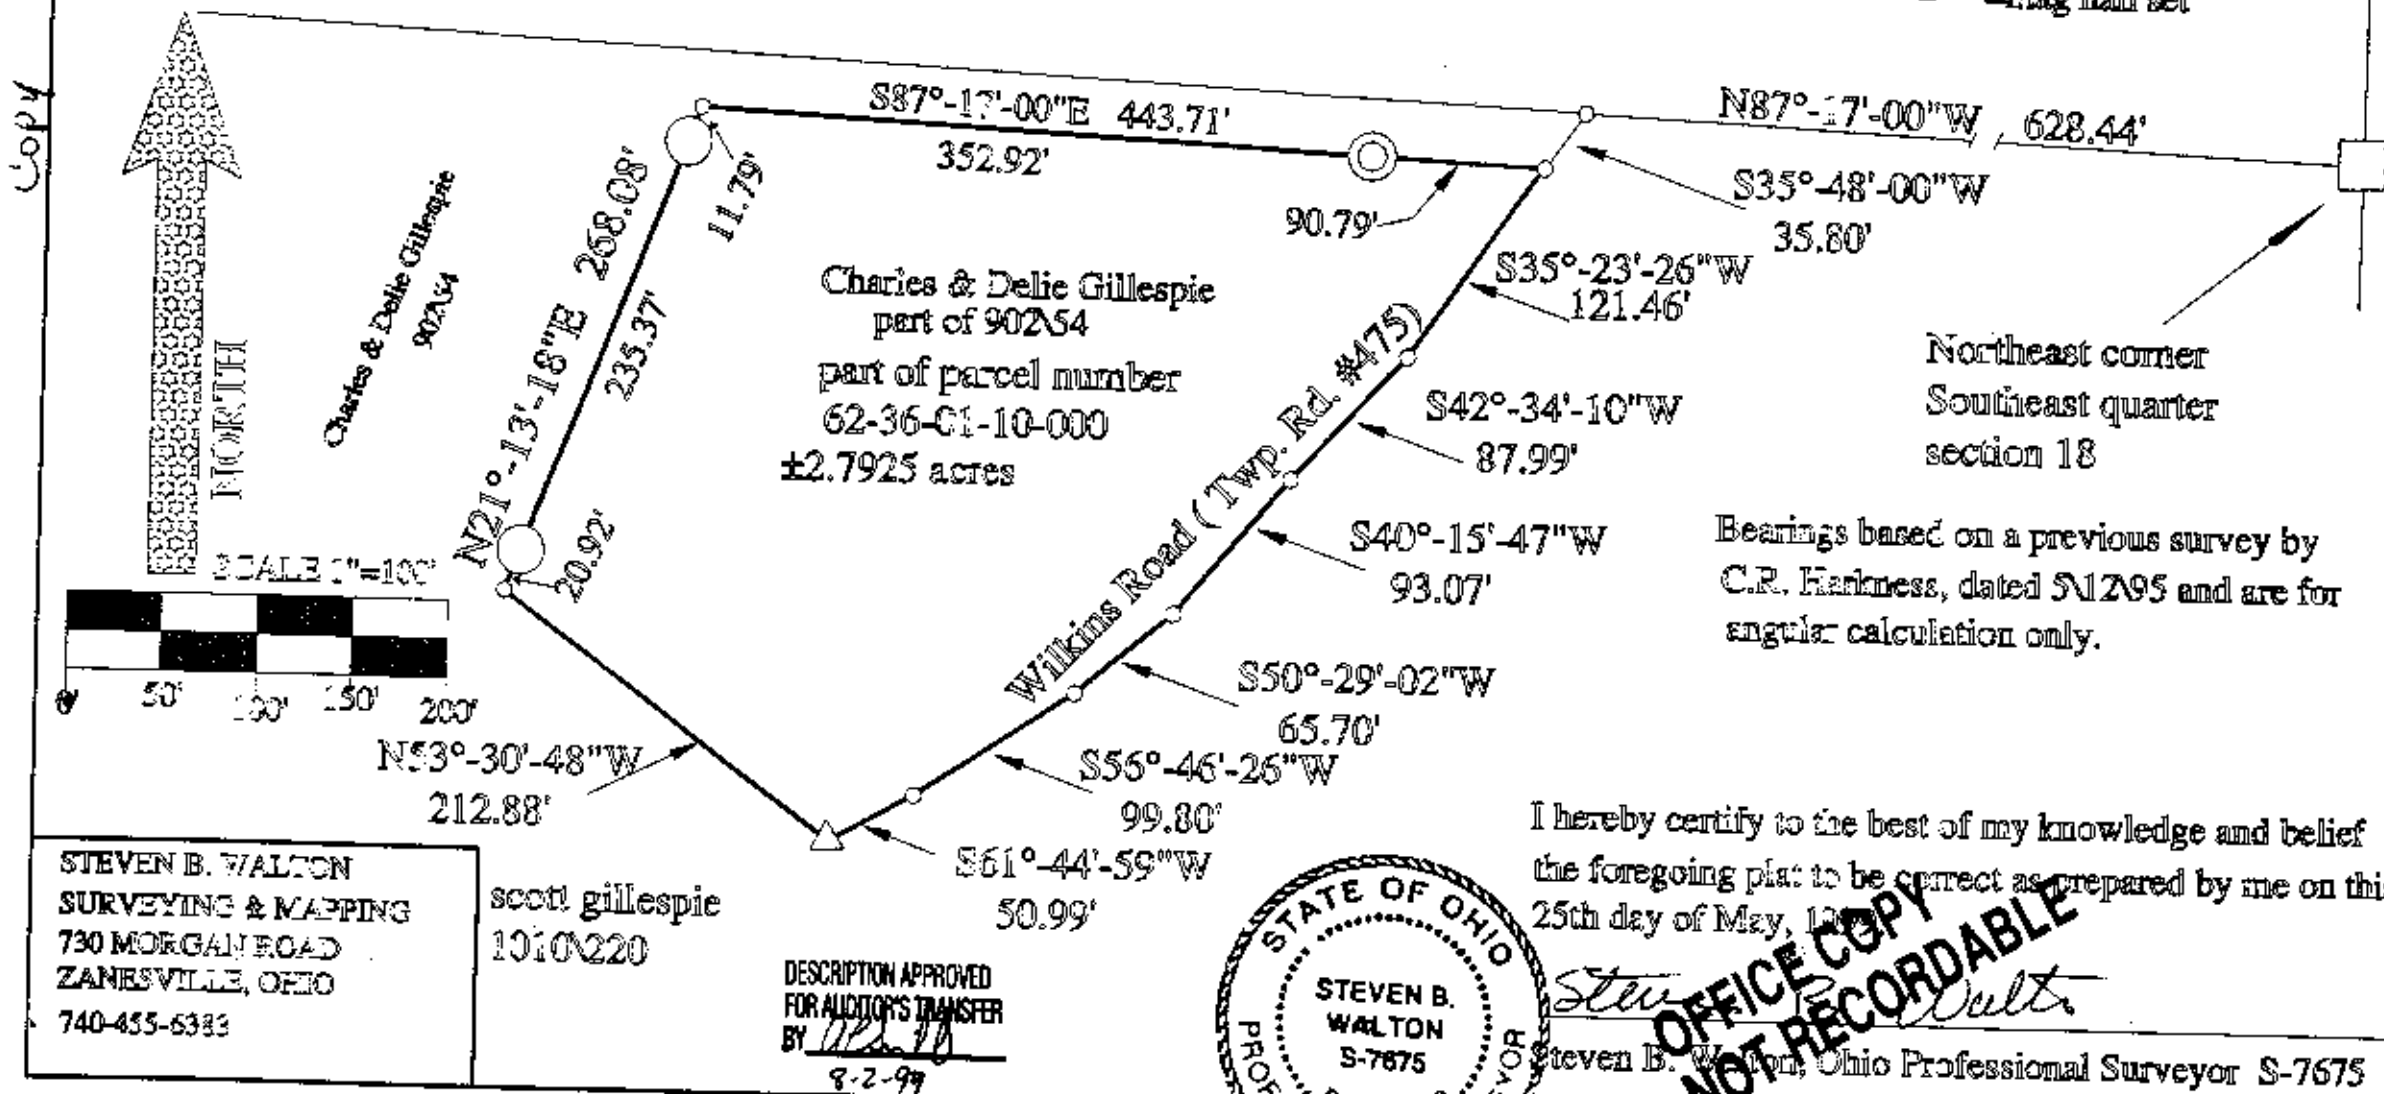 nail set
Copy
S87°-17'-00"E 443.71'
352.92'
N87°-17'-00"W 628.44'
S35°-48'-00"W
35.80'
90.79'
11.79'
N21°-13'-18"E 268.08'
235.37'
20.92'
Charles & Delie Gillespie
902\54
Charles & Delie Gillespie
part of 902\54
part of parcel number
62-36-01-10-000
±2.7925 acres
S35°-23'-26"W
121.46'
Northeast corner
Southeast quarter
section 18
S42°-34'-10"W
87.99'
Wilkins Road ( Twp. Rd. #475)
NORTH
SCALE 1"=100'
0' 50' 100' 150' 200'
S40°-15'-47"W
93.07'
Bearings based on a previous survey by
C.R. Harkness, dated 5\12\95 and are for
angular calculation only.
S50°-29'-02"W
65.70'
N53°-30'-48"W
212.88'
S56°-46'-26"W
99.80'
S61°-44'-59"W
50.99'
STEVEN B. WALTON
SURVEYING & MAPPING
730 MORGAN ROAD
ZANESVILLE, OHIO
740-455-6383
scott gillespie
1010\220
DESCRIPTION APPROVED
FOR AUDITOR'S TRANSFER
BY
8-2-99
STATE OF OHIO
STEVEN B.
WALTON
S-7675
I hereby certify to the best of my knowledge and belief
the foregoing plat to be correct as prepared by me on this
25th day of May,
Steven B. Walton
OFFICE COPY
NOT RECORDABLE
Steven B. Walton, Ohio Professional Surveyor S-7675